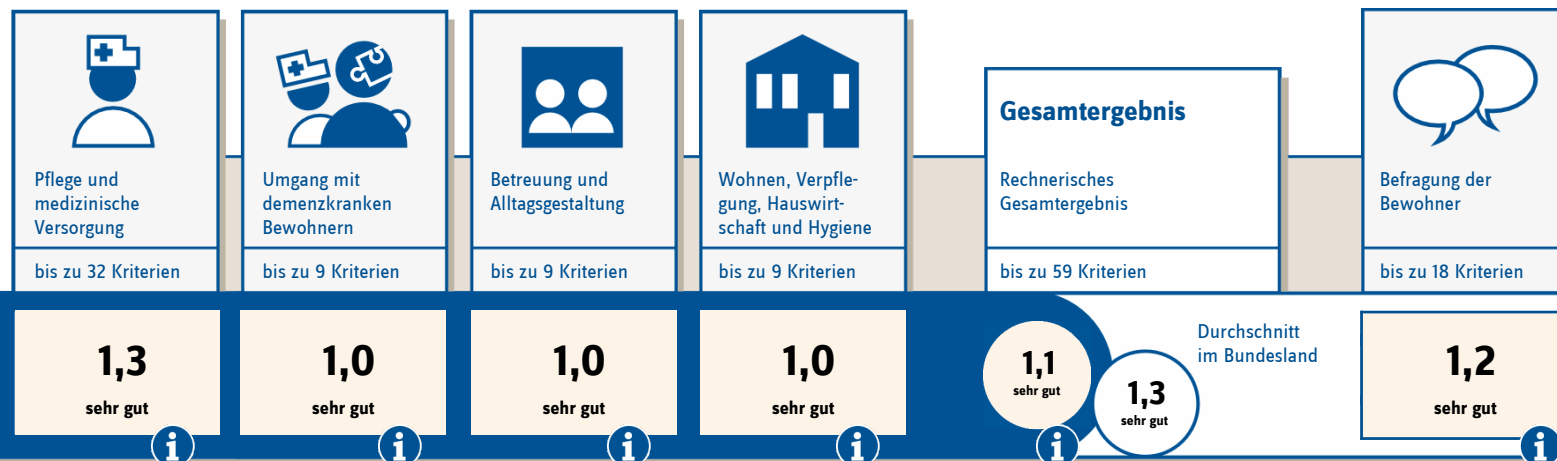 Pflege und
medizinische
Versorgung
bis zu 32 Kriterien
1,3
sehr gut
i
Umgang mit
demenzkranken
Bewohnern
bis zu 9 Kriterien
1,0
sehr gut
i
Betreuung und
Alltagsgestaltung
bis zu 9 Kriterien
1,0
sehr gut
i
Wohnen, Verpfle-
gung, Hauswirt-
schaft und Hygiene
bis zu 9 Kriterien
1,0
sehr gut
i
Gesamtergebnis
Rechnerisches
Gesamtergebnis
bis zu 59 Kriterien
1,1
sehr gut
i
Durchschnitt
im Bundesland
1,3
sehr gut
Befragung der
Bewohner
bis zu 18 Kriterien
1,2
sehr gut
i